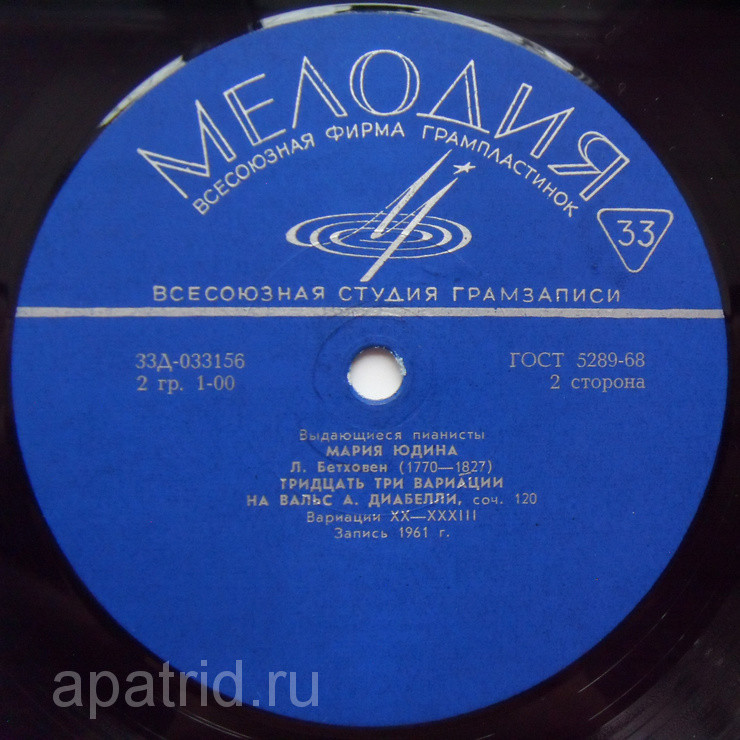 МЕЛОДИЯ
ВСЕСОЮЗНАЯ ФИРМА ГРАМПЛАСТИНОК
33
ВСЕСОЮЗНАЯ СТУДИЯ ГРАМЗАПИСИ
33Д-033156
2 гр. 1-00
ГОСТ 5289-68
2 сторона
Выдающиеся пианисты
МАРИЯ ЮДИНА
Л. Бетховен (1770—1827)
ТРИДЦАТЬ ТРИ ВАРИАЦИИ
НА ВАЛЬС А. ДИАБЕЛЛИ, соч. 120
Вариации XX—XXXIII
Запись 1961 г.
apatrid.ru